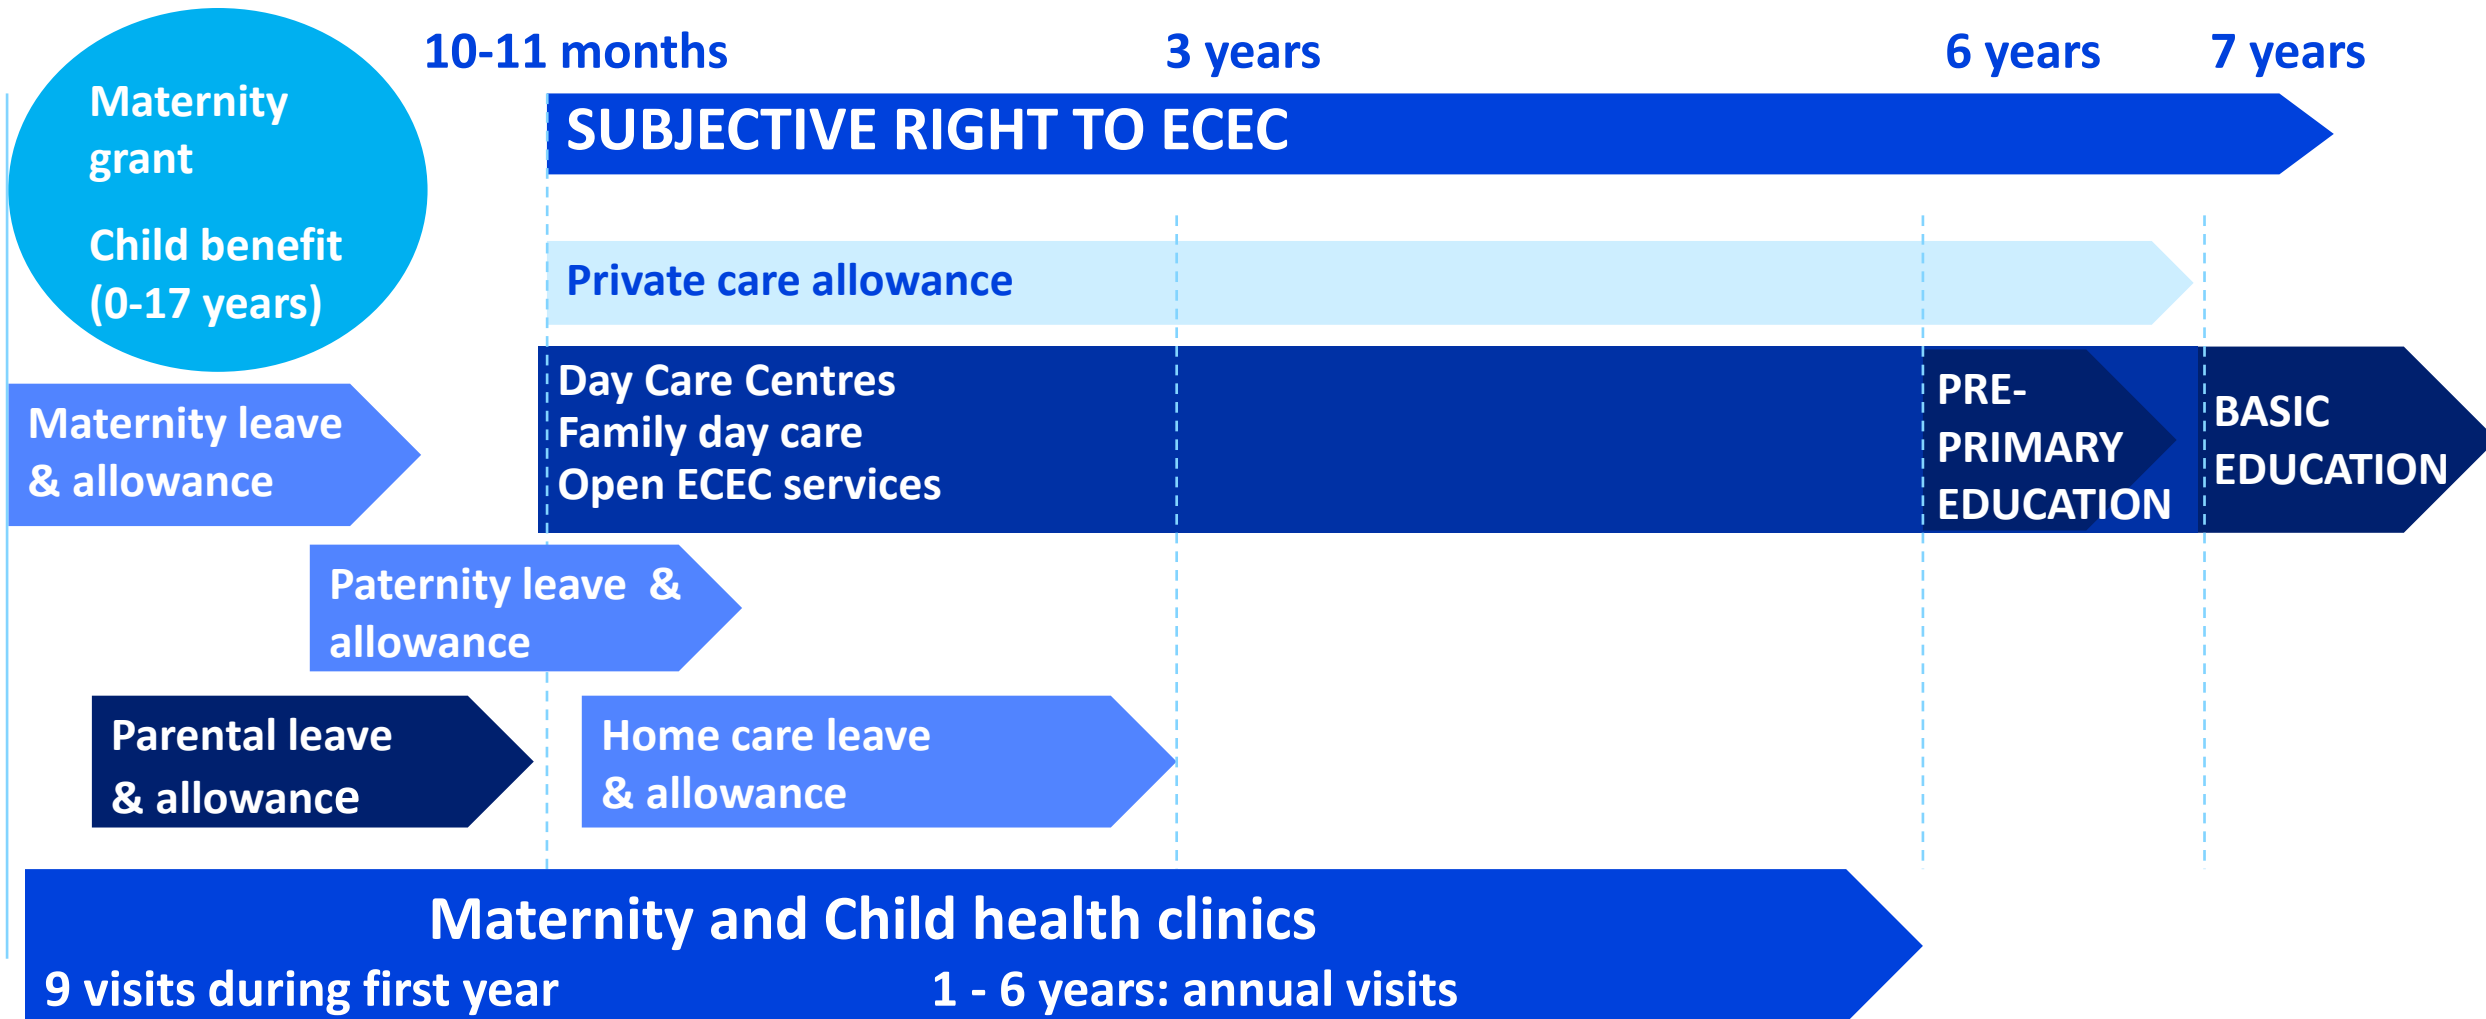 10-11 months
3 years
6 years
7 years
Maternity
grant
Child benefit
(0-17 years)
SUBJECTIVE RIGHT TO ECEC
Private care allowance
Day Care Centres
Family day care
Open ECEC services
PRE-
PRIMARY
EDUCATION
BASIC
EDUCATION
Maternity leave
& allowance
Paternity leave &
allowance
Parental leave
& allowance
Home care leave
& allowance
Maternity and Child health clinics
9 visits during first year
1 - 6 years: annual visits